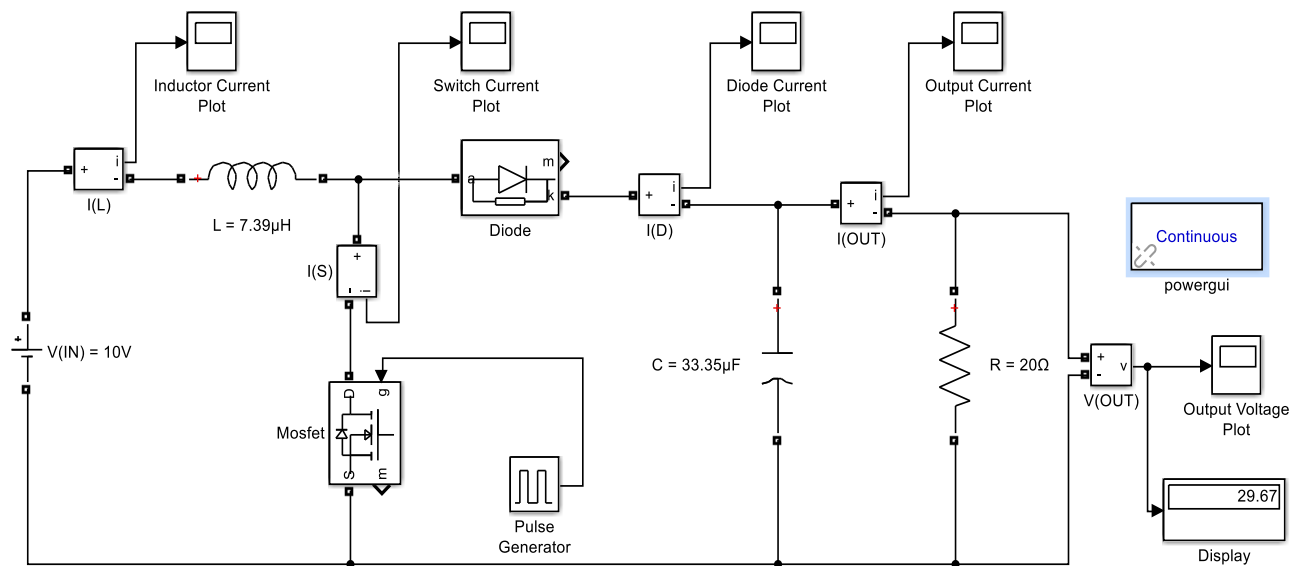 Inductor Current
Plot
Switch Current
Plot
Diode Current
Plot
Output Current
Plot
+
i
-
I(L)
+
L = 7.39µH
a
m
k
Diode
+
i
-
I(D)
+
i
-
I(OUT)
Continuous
powergui
I(S)
+
-
i
+
V(IN) = 10V
Mosfet
D
g
S
m
Pulse
Generator
+
C = 33.35µF
+
R = 20Ω
+
-
v
V(OUT)
Output Voltage
Plot
29.67
Display